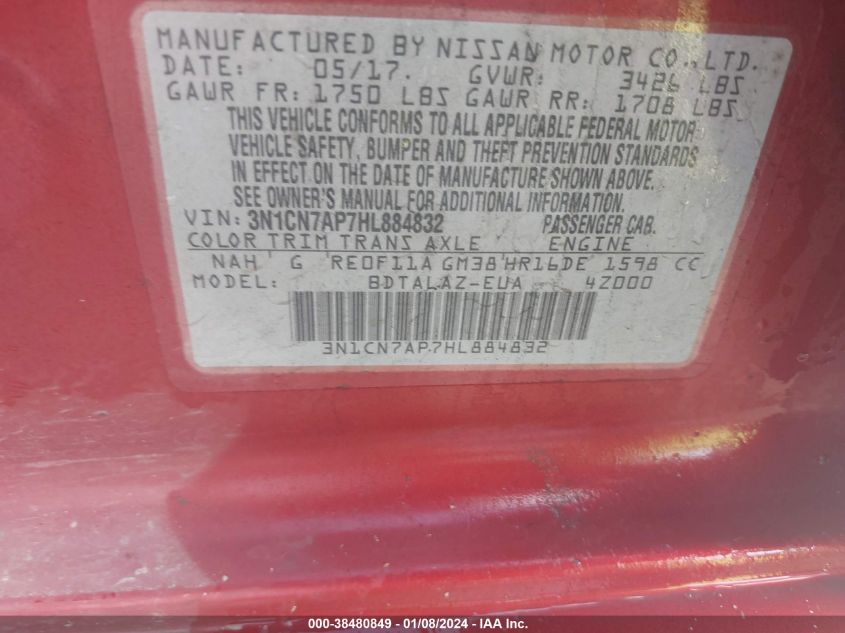 MANUFACTURED BY NISSAN MOTOR CO., LTD.
DATE: 05/17. GVWR: 3426 LBS
GAWR FR: 1750 LBS GAWR RR: 1708 LBS
THIS VEHICLE CONFORMS TO ALL APPLICABLE FEDERAL MOTOR
VEHICLE SAFETY, BUMPER AND THEFT PREVENTION STANDARDS
IN EFFECT ON THE DATE OF MANUFACTURE SHOWN ABOVE.
SEE OWNER'S MANUAL FOR ADDITIONAL INFORMATION.
VIN: 3N1CN7AP7HL884832 PASSENGER CAR.
COLOR TRIM TRANS AXLE ENGINE
NAH G RE0F11A GM38 HR16DE 1598 CC
MODEL: BDTALAZ-EUA 4Z000
3N1CN7AP7HL884832
000-38480849 - 01/08/2024 - IAA Inc.